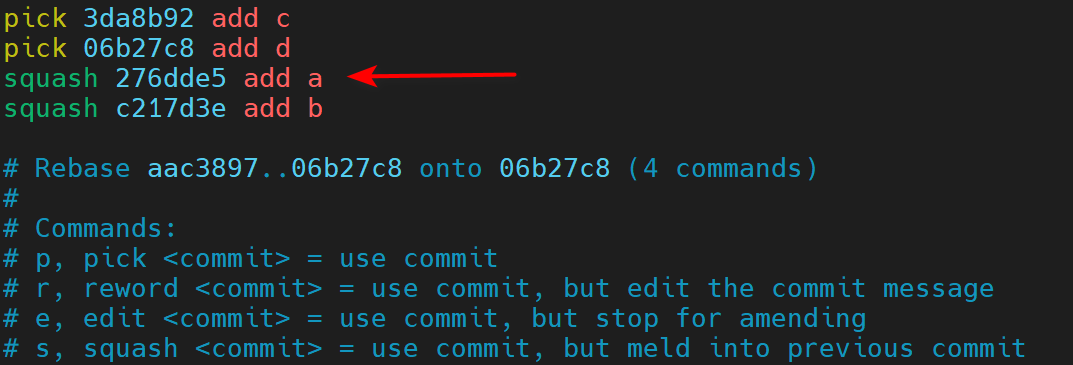 pick 3da8b92 add c
pick 06b27c8 add d
squash 276dde5 add a
squash c217d3e add b
# Rebase aac3897..06b27c8 onto 06b27c8 (4 commands)
#
# Commands:
# p, pick <commit> = use commit
# r, reword <commit> = use commit, but edit the commit message
# e, edit <commit> = use commit, but stop for amending
# s, squash <commit> = use commit, but meld into previous commit